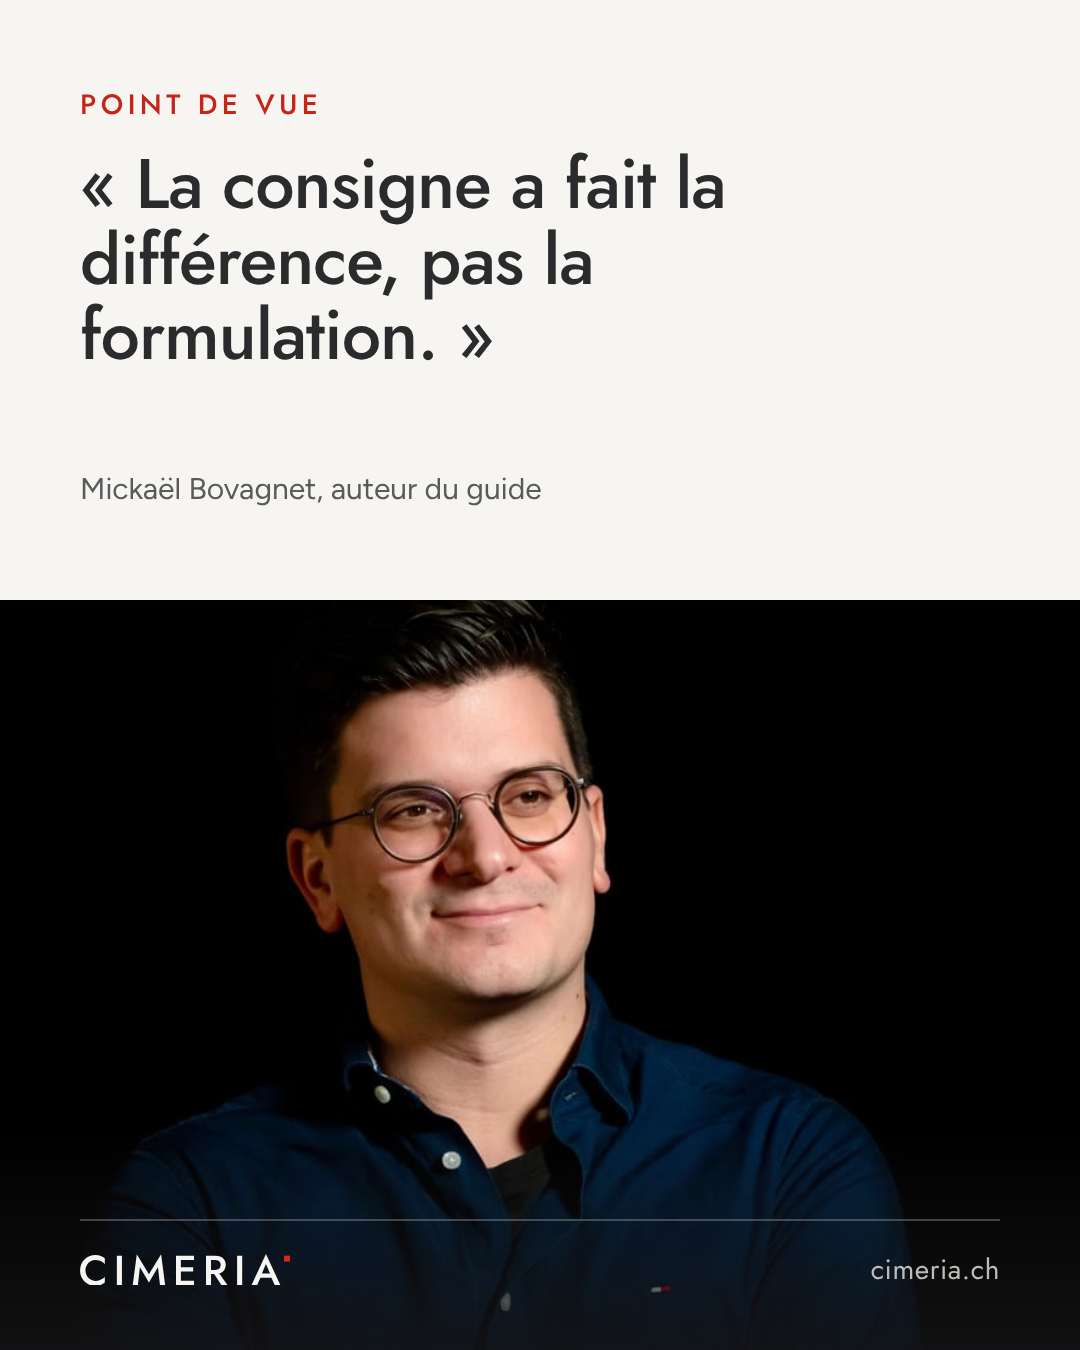 POINT DE VUE
« La consigne a fait la
différence, pas la
formulation. »
Mickaël Bovagnet, auteur du guide
CIMERIA
cimeria.ch